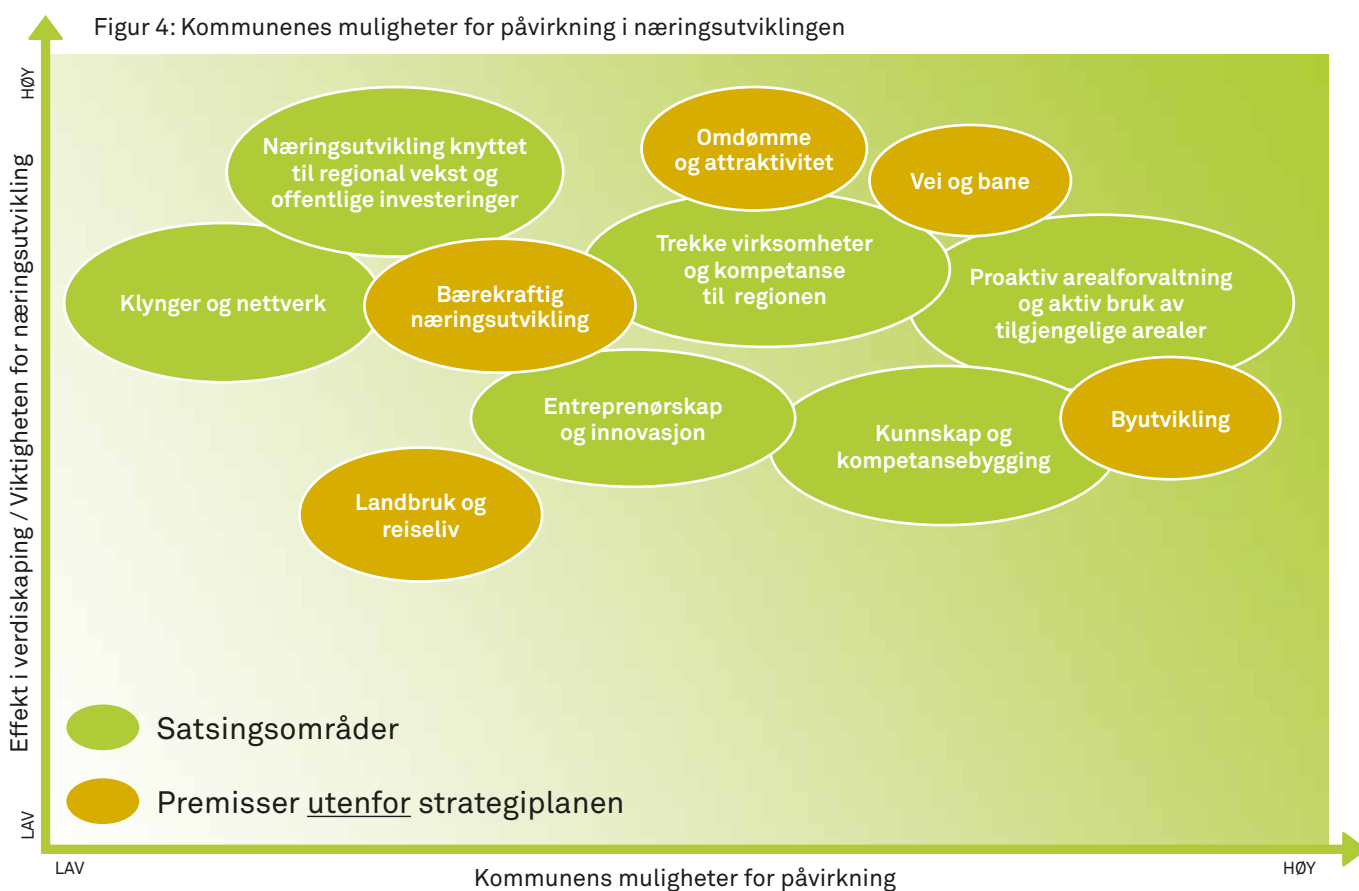 Figur 4: Kommunenes muligheter for påvirkning i næringsutviklingen
HØY
Effekt i verdiskaping / Viktigheten for næringsutvikling
LAV
Næringsutvikling knyttet
til regional vekst og
offentlige investeringer
Omdømme
og attraktivitet
Vei og bane
Klynger og nettverk
Bærekraftig
næringsutvikling
Trekke virksomheter
og kompetanse
til regionen
Proaktiv arealforvaltning
og aktiv bruk av
tilgjengelige arealer
Entreprenørskap
og innovasjon
Kunnskap og
kompetansebygging
Byutvikling
Landbruk og
reiseliv
Satsingsområder
Premisser utenfor strategiplanen
LAV
Kommunens muligheter for påvirkning
HØY